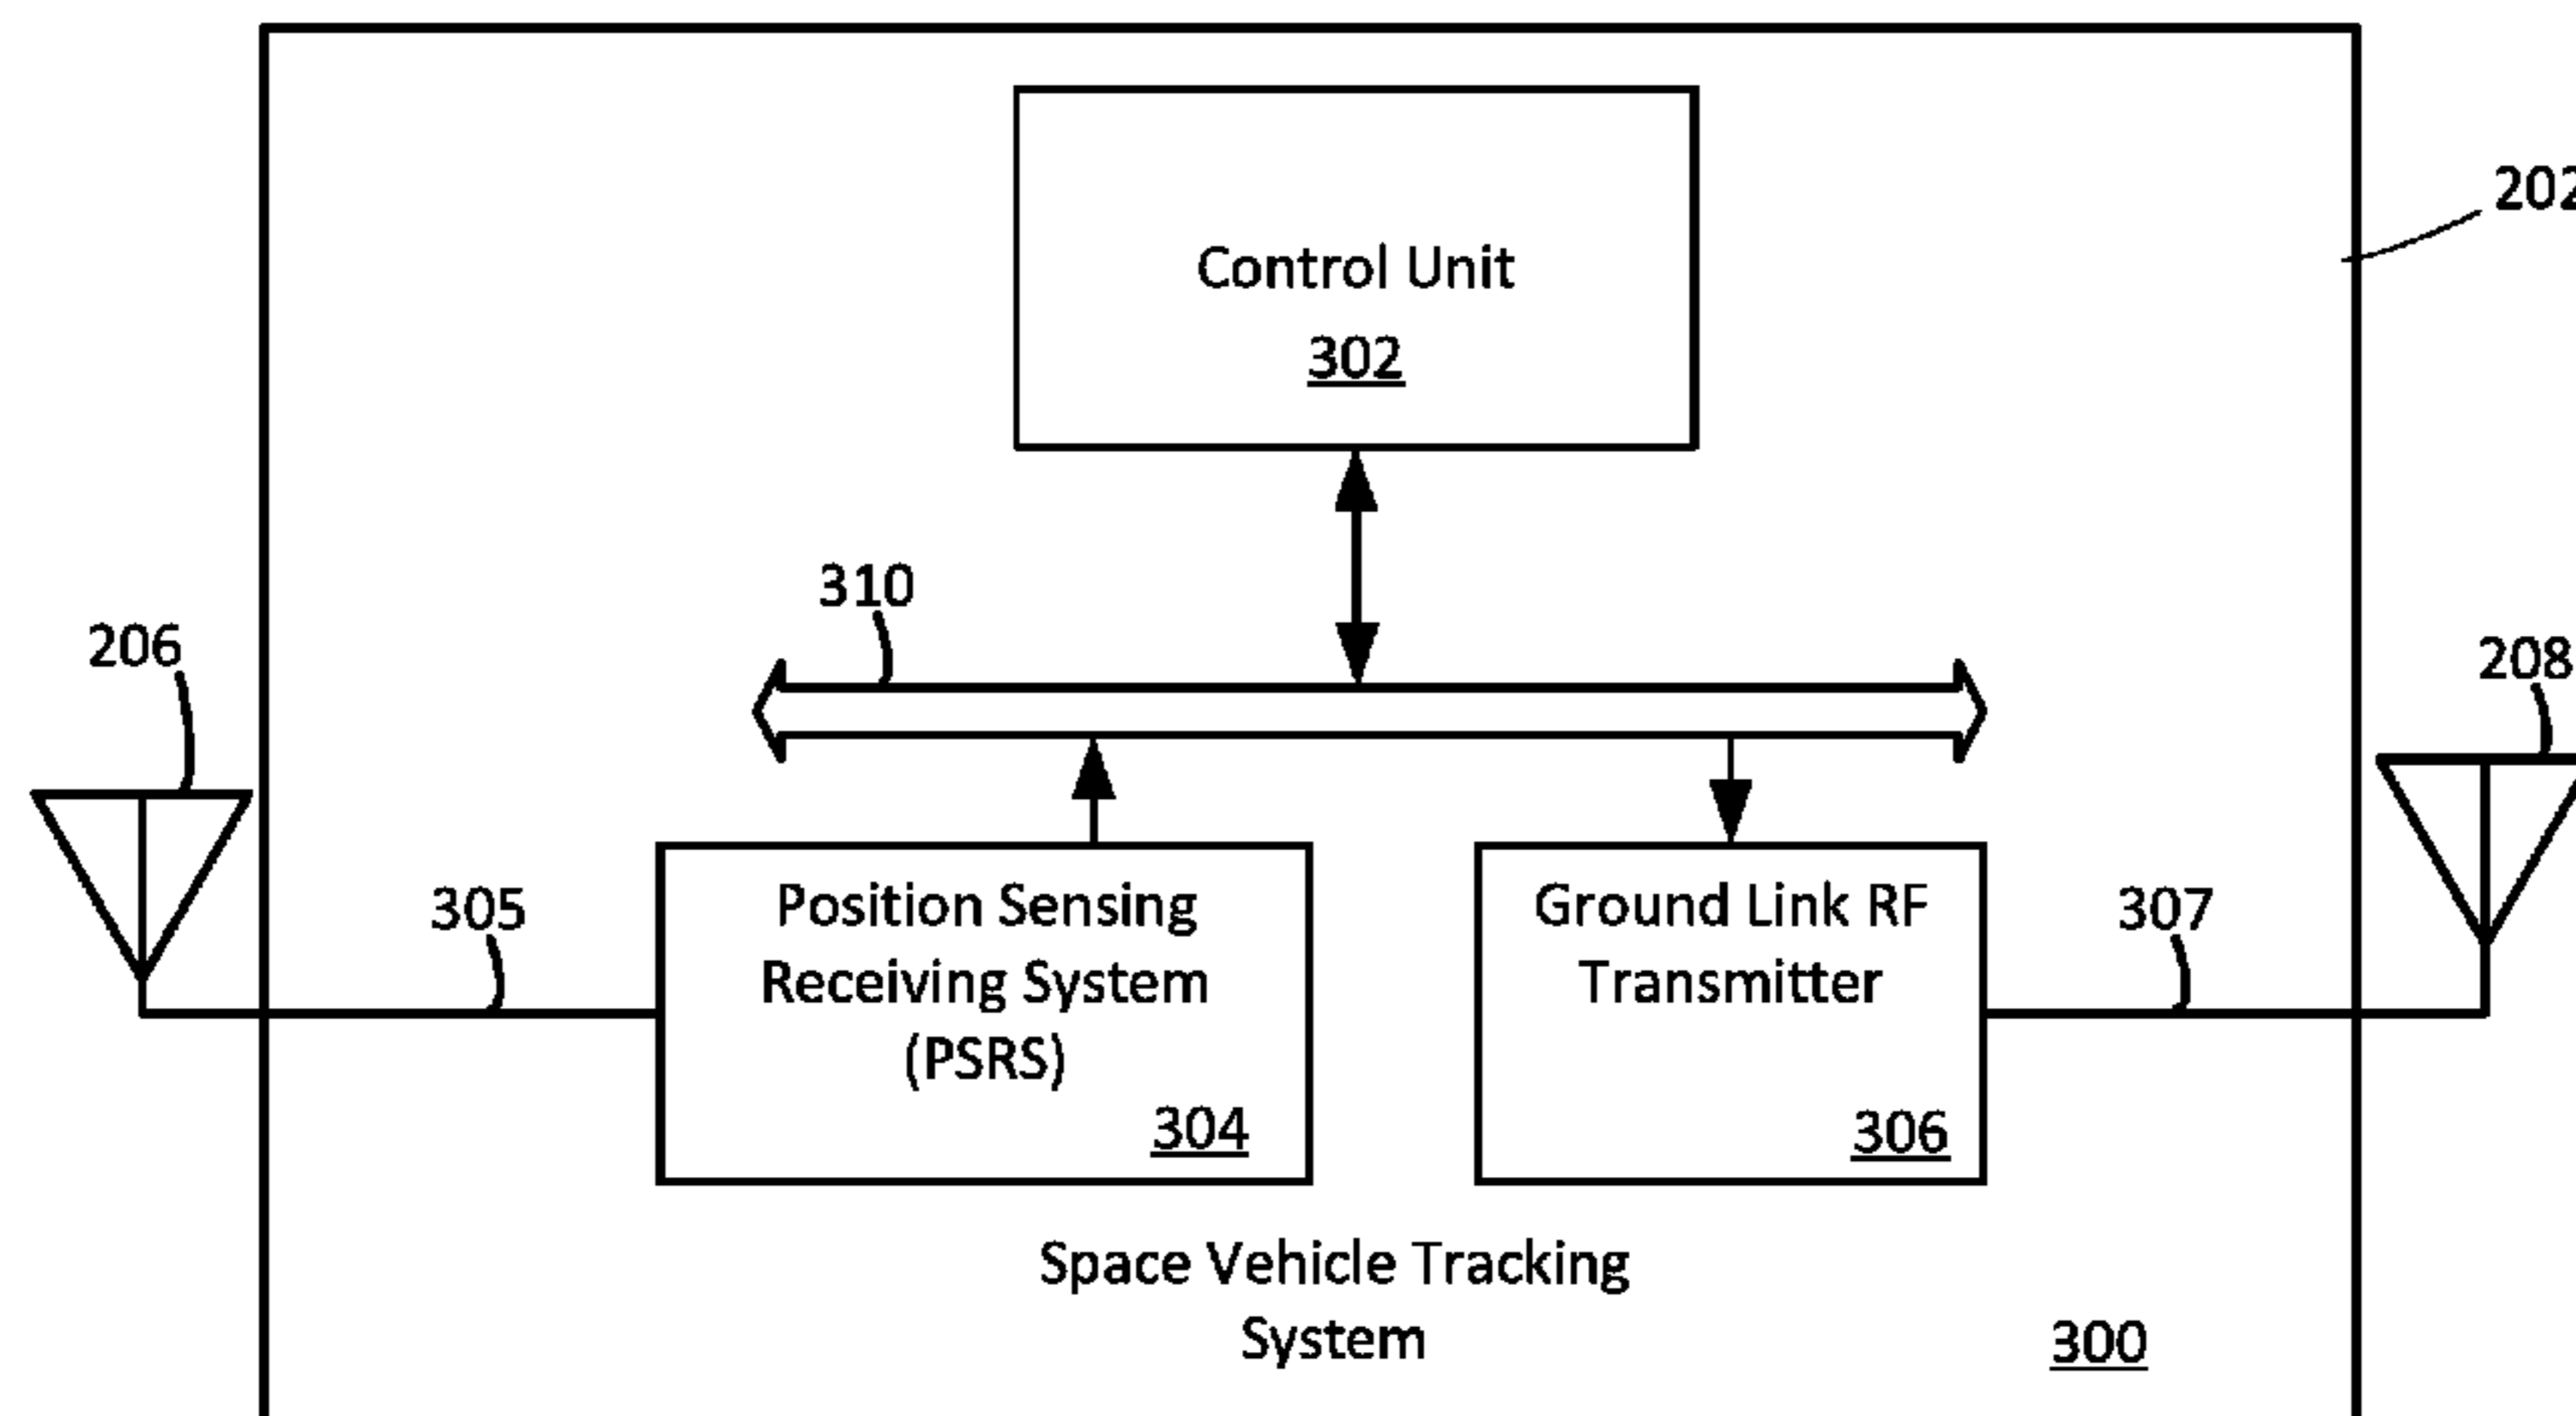 Control Unit
302
202
310
206
208
305
Position Sensing
Receiving System
(PSRS)
304
Ground Link RF
Transmitter
306
307
Space Vehicle Tracking
System
300